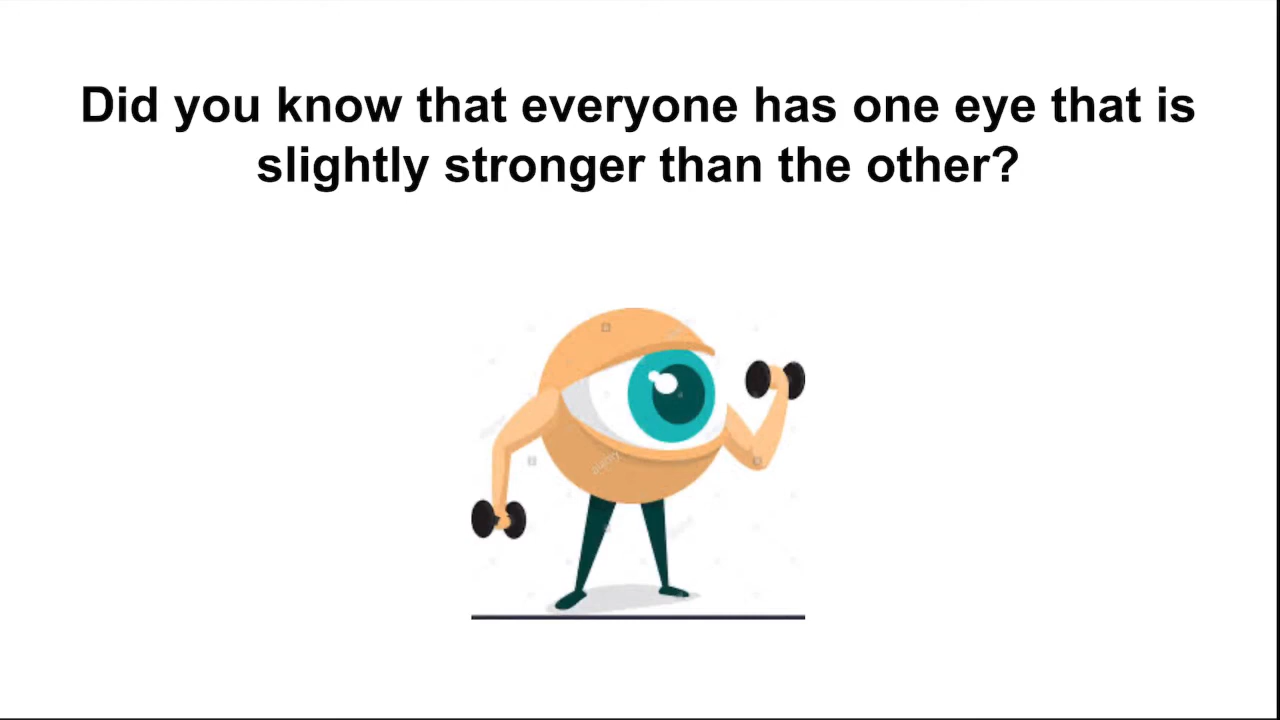 Did you know that everyone has one eye that is
slightly stronger than the other?